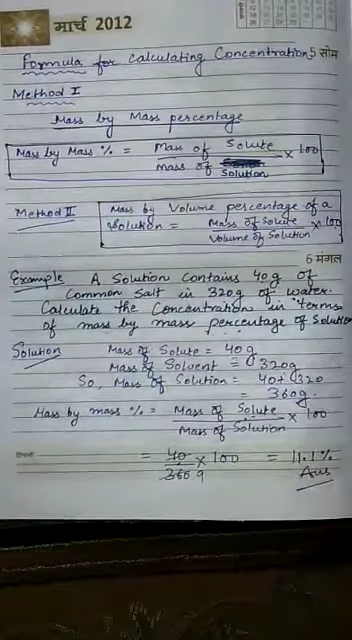 मार्च 2012
Formula for Calculating Concentration
5 सोम
Method I
Mass by Mass percentage
Mass by Mass % = Mass of Solute × 100
Mass of Solution
Method II
Mass by Volume percentage of a
Solution = Mass of Solute × 100
Volume of Solution
6 मंगल
Example A Solution contains 40g of
Common Salt in 320g of water.
Calculate the Concentration in terms
of mass by mass percentage of Solution
Solution Mass of Solute = 40g
Mass of Solvent = 320g
So, Mass of Solution = 40+320
= 360g.
Mass by mass % = Mass of Solute × 100
Mass of Solution
= 40 × 100 = 11.1%
360 9
Ans